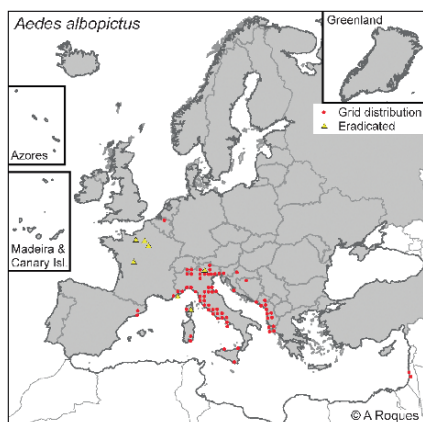 Aedes albopictus
Greenland
Grid distribution
Eradicated
Azores
Madeira &
Canary Isl.
© A Roques